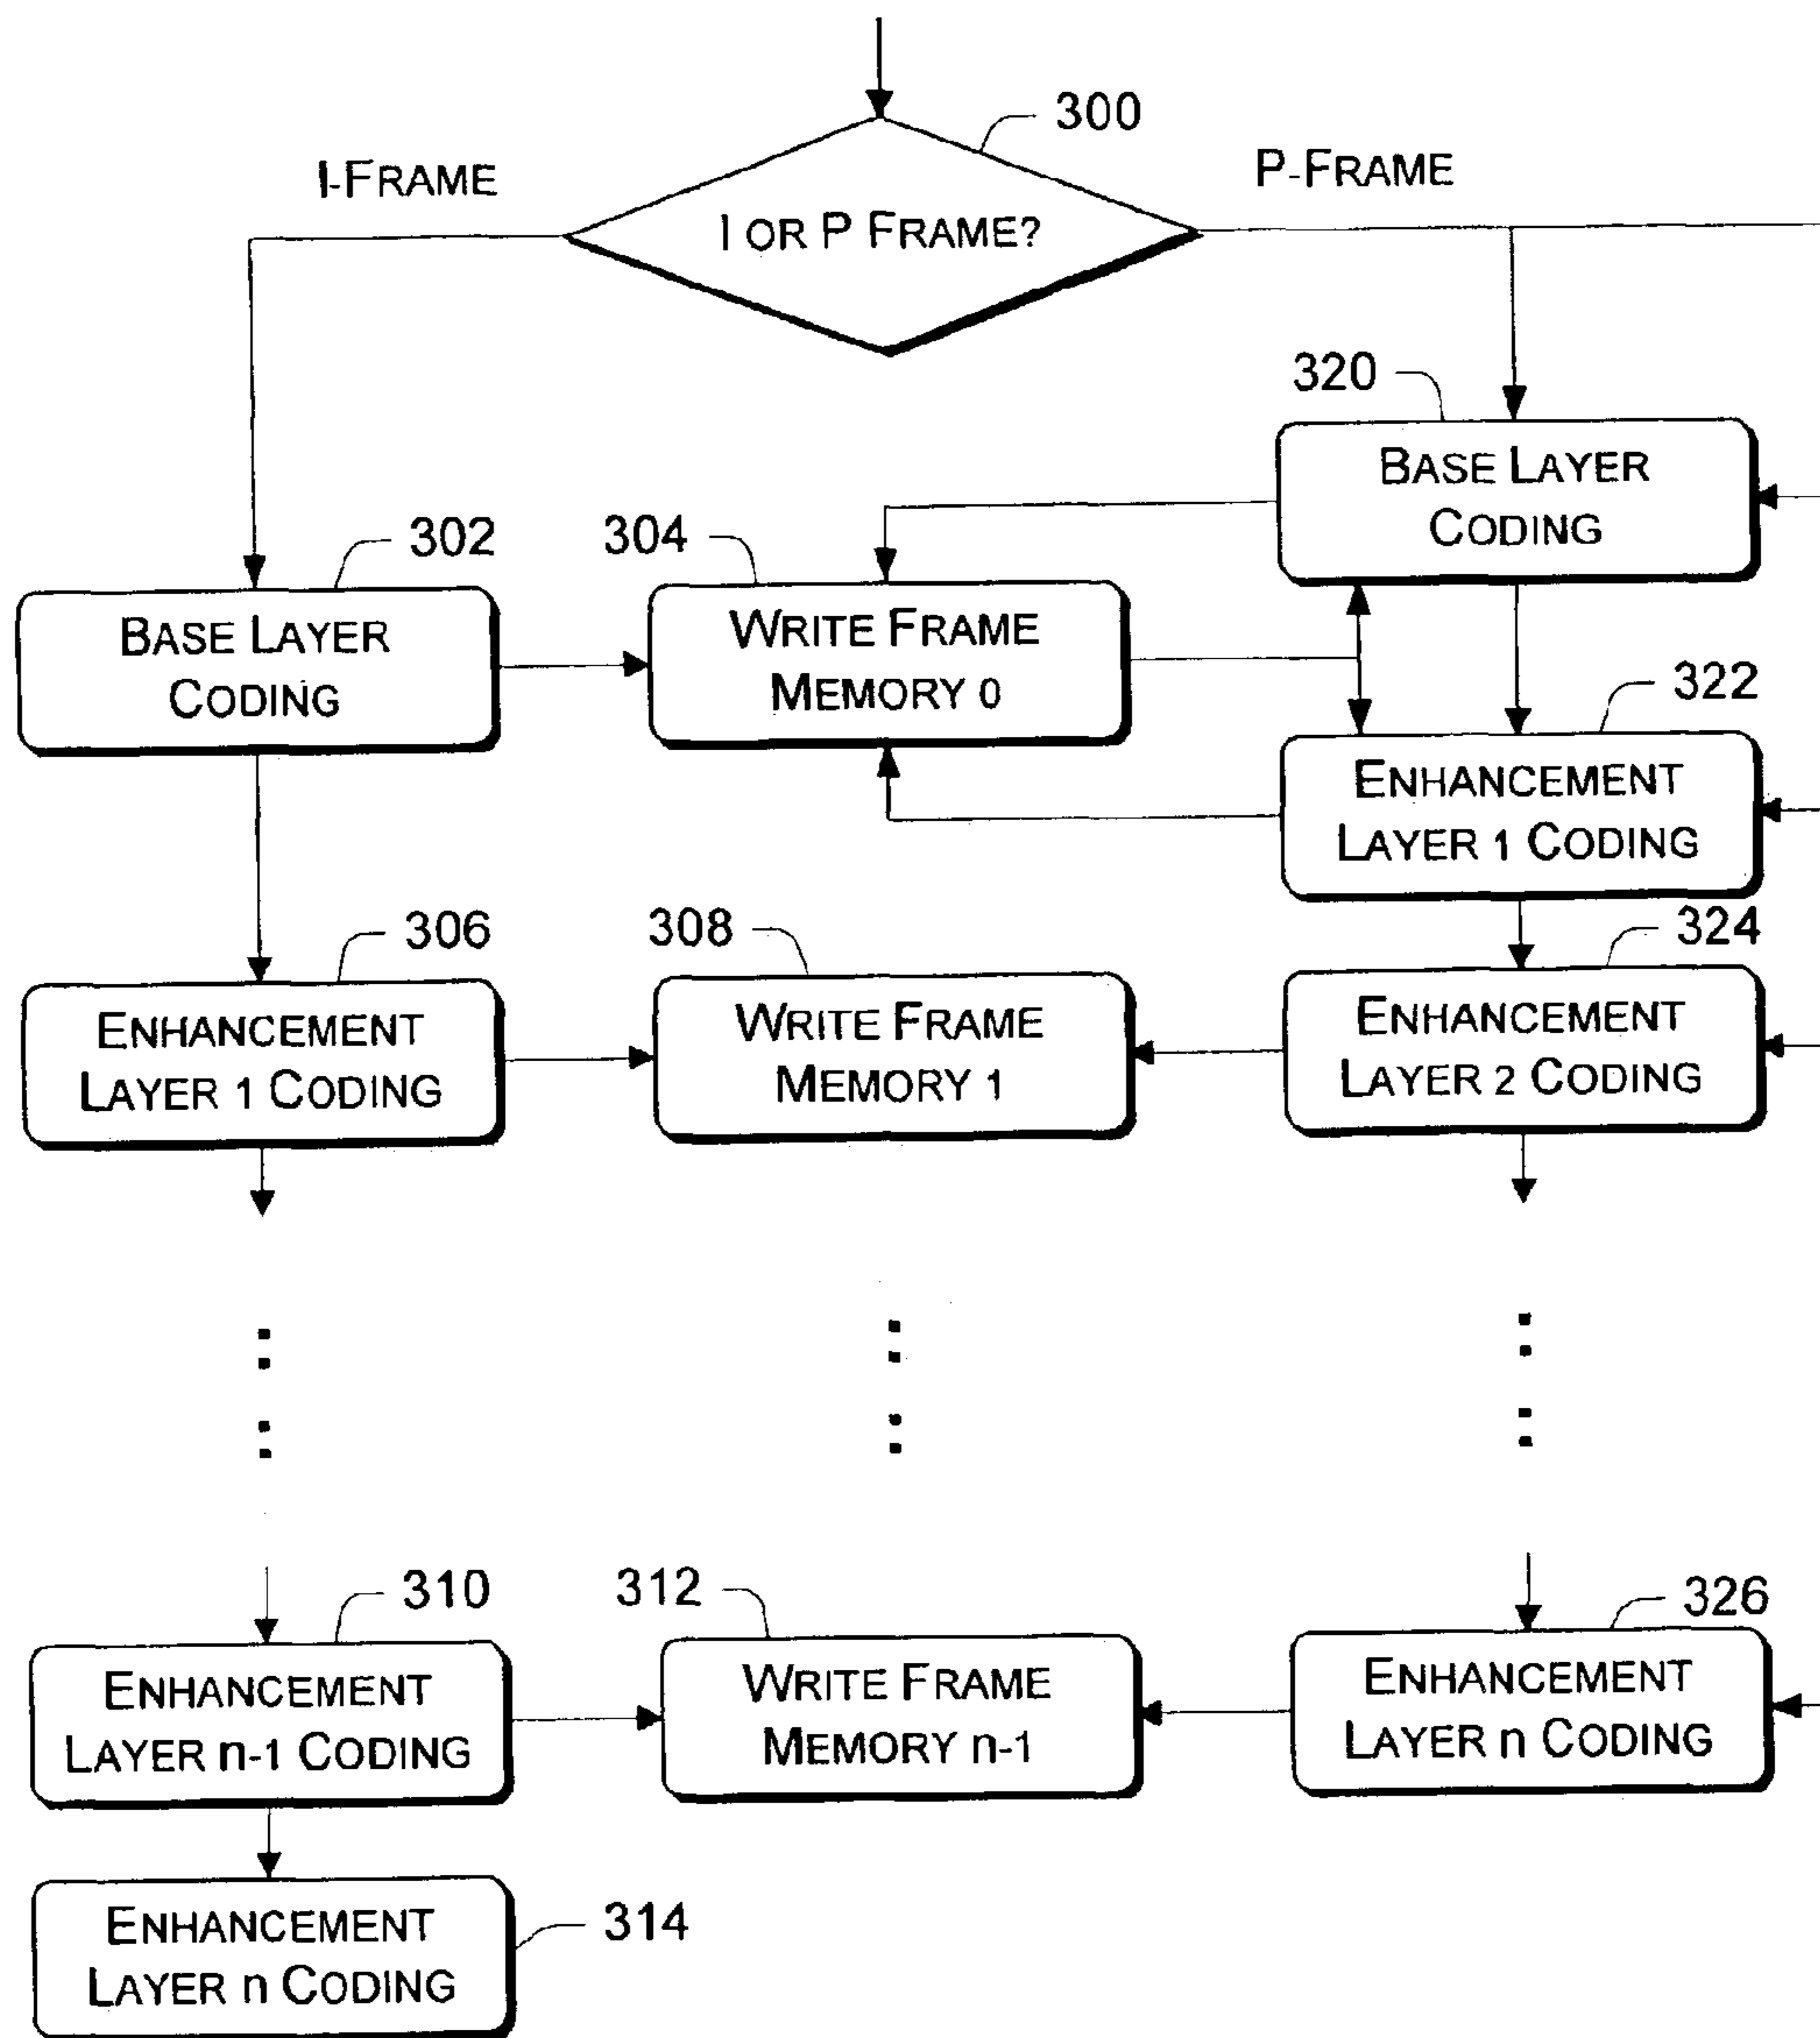 300
I-FRAME
P-FRAME
I OR P FRAME?
320
BASE LAYER
CODING
302
304
BASE LAYER
CODING
WRITE FRAME
MEMORY 0
322
ENHANCEMENT
LAYER 1 CODING
306
308
324
ENHANCEMENT
LAYER 1 CODING
WRITE FRAME
MEMORY 1
ENHANCEMENT
LAYER 2 CODING
310
312
326
ENHANCEMENT
LAYER n-1 CODING
WRITE FRAME
MEMORY n-1
ENHANCEMENT
LAYER n CODING
ENHANCEMENT
LAYER n CODING
314